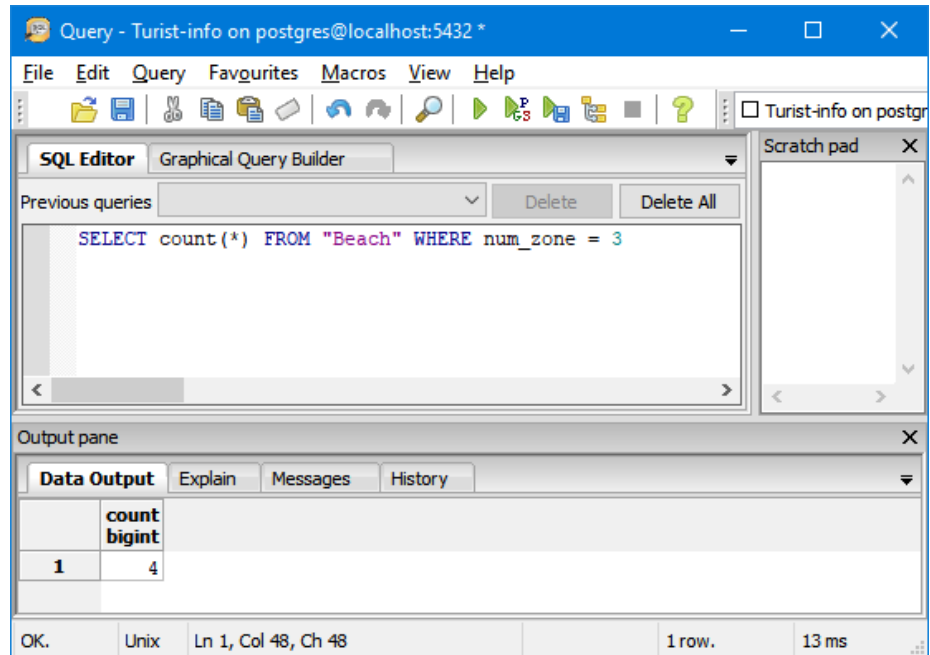 Query - Turist-info on postgres@localhost:5432 *
File Edit Query Favourites Macros View Help
Turist-info on postgr
SQL Editor Graphical Query Builder
Scratch pad
Previous queries Delete Delete All
SELECT count(*) FROM "Beach" WHERE num_zone = 3
Output pane
Data Output Explain Messages History
count
bigint
1 4
OK. Unix Ln 1, Col 48, Ch 48 1 row. 13 ms